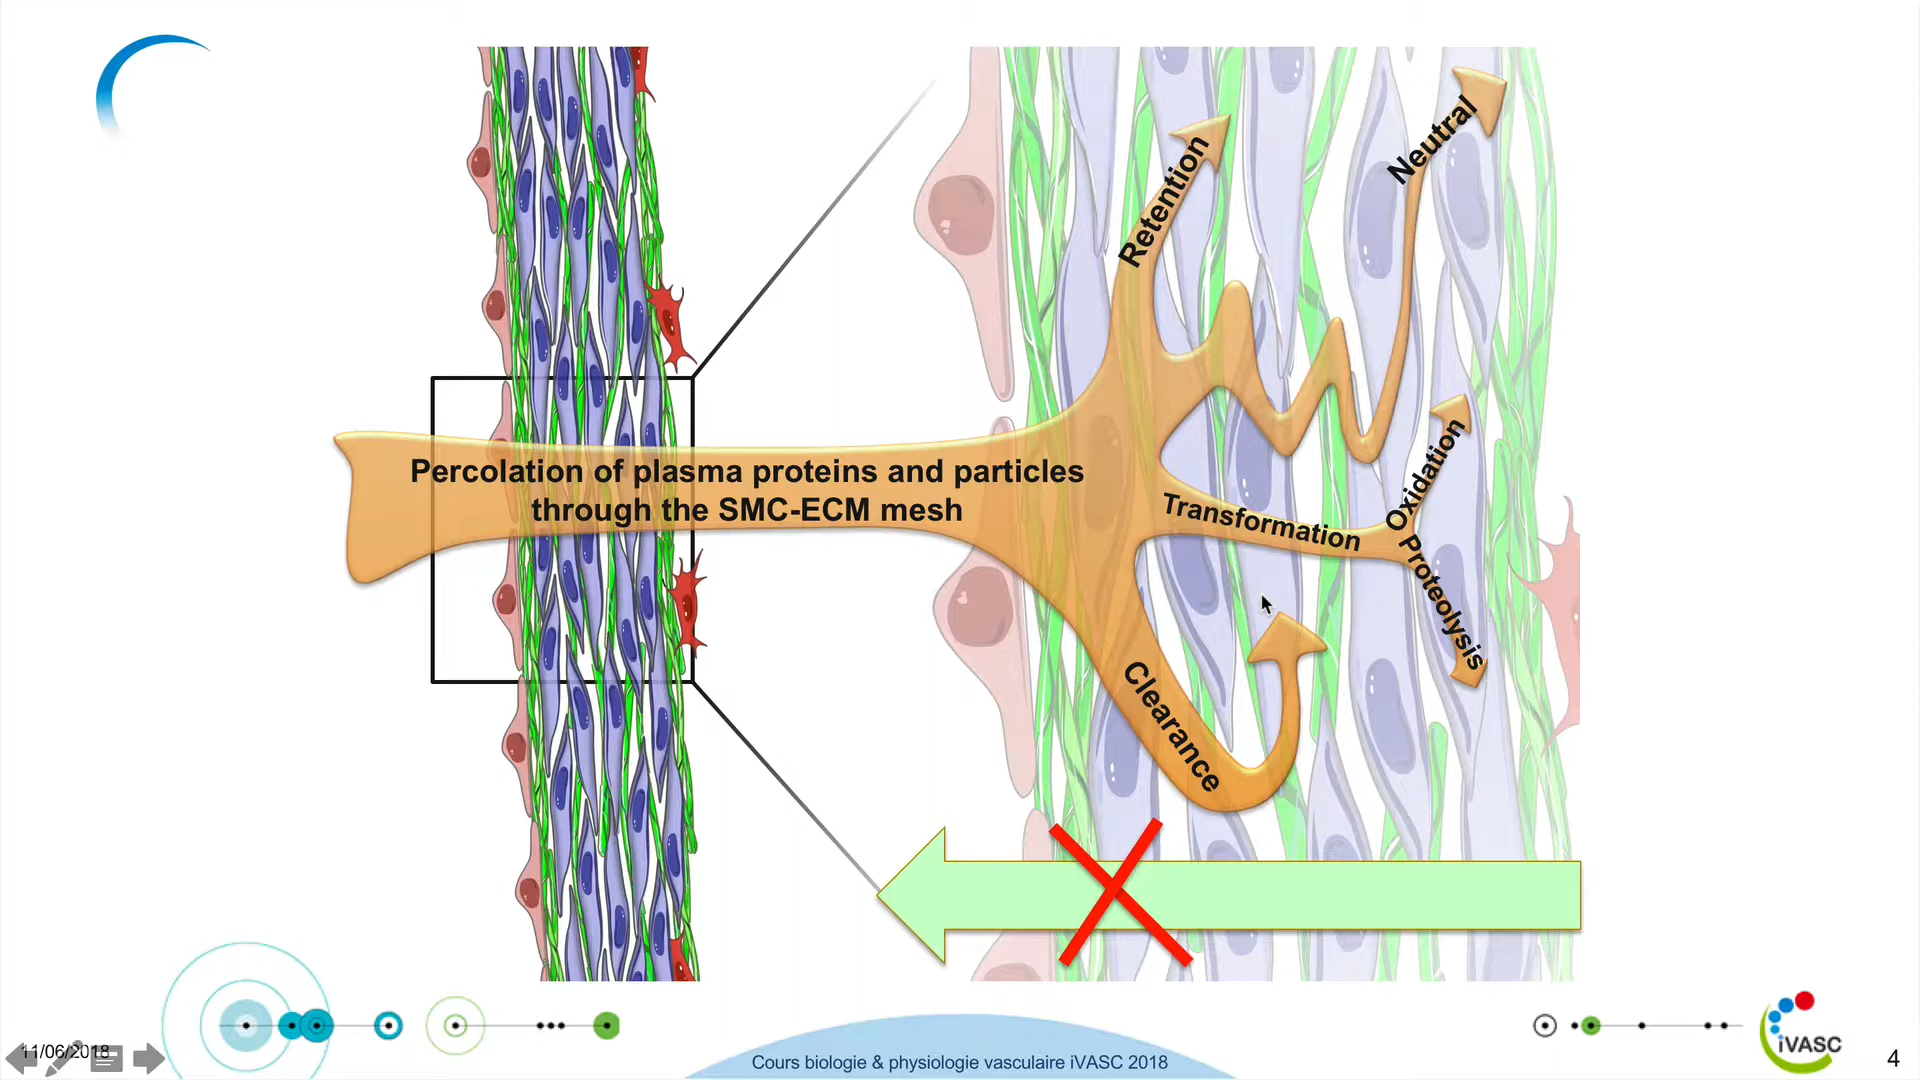 Neutral
Retention
Percolation of plasma proteins and particles
through the SMC-ECM mesh
Oxidation
Transformation
Proteolysis
Clearance
11/06/2018
Cours biologie & physiologie vasculaire iVASC 2018
iVASC
4